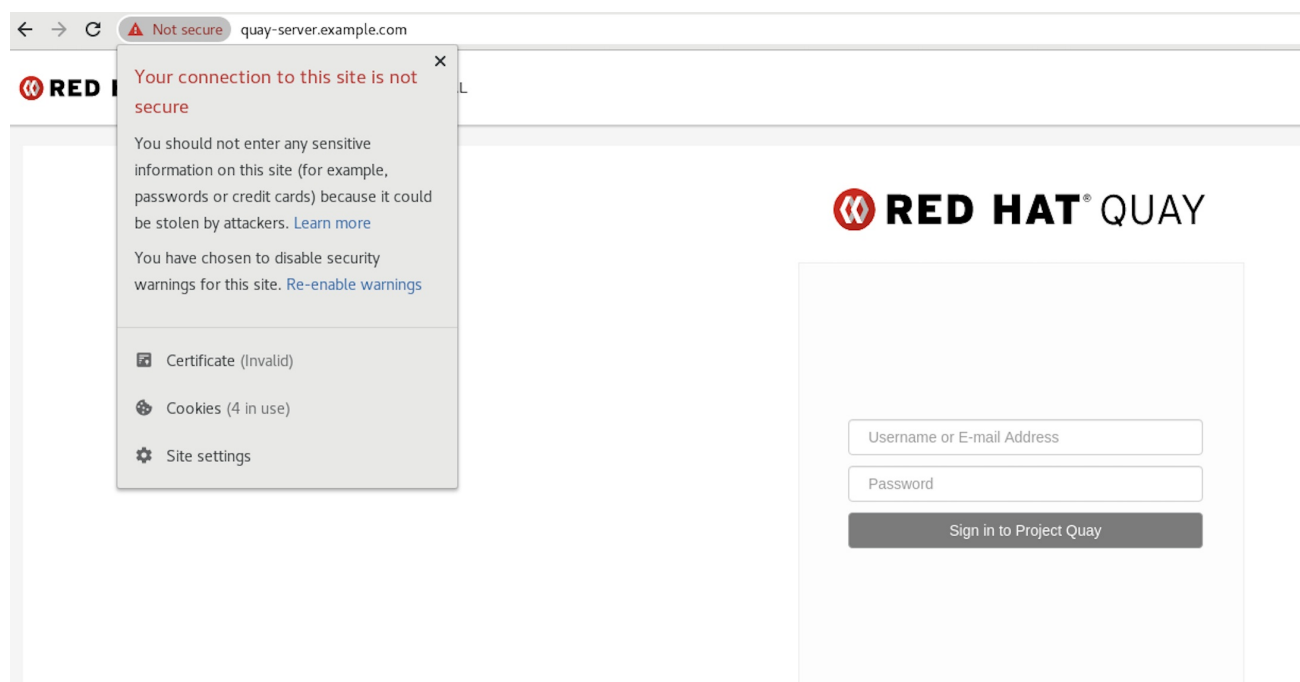 Not secure quay-server.example.com
RED
Your connection to this site is not
secure
You should not enter any sensitive
information on this site (for example,
passwords or credit cards) because it could
be stolen by attackers. Learn more
You have chosen to disable security
warnings for this site. Re-enable warnings
Certificate (Invalid)
Cookies (4 in use)
Site settings
RED HAT® QUAY
Username or E-mail Address
Password
Sign in to Project Quay